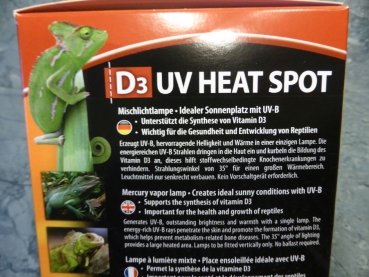 D3 UV HEAT SPOT
Mischlichtlampe • Idealer Sonnenplatz mit UV-B
• Unterstützt die Synthese von Vitamin D3
• Wichtig für die Gesundheit und Entwicklung von Reptilien
Erzeugt UV-B, hervorragende Helligkeit und Wärme in einer einzigen Lampe. Die
energiereichen UV-B Strahlen dringen in die Haut ein und kurbeln die Bildung des
Vitamin D3 an, dieses hilft stoffwechselbedingte Knochenerkrankungen zu
verhindern. Strahlungswinkel von 35° für einen großen Wärmebereich.
Leuchtmittel nur senkrecht verbauen. Kein Vorschaltgerät erforderlich.
Mercury vapor lamp • Creates ideal sunny conditions with UV-B
• Supports the synthesis of vitamin D3
• Important for the health and growth of reptiles
Generates UV-B, outstanding brightness and warmth with a single lamp. The
energy-rich UV-B rays penetrate the skin and promote the formation of vitamin D3,
which helps prevent metabolism-related bone diseases. The 35° angle of lighting
provides a large heated area. Lamps to be fitted vertically only. No ballast required.
Lampe à lumière mixte • Place ensoleillée idéale avec UV-B
• Permet la synthèse de la vitamine D3